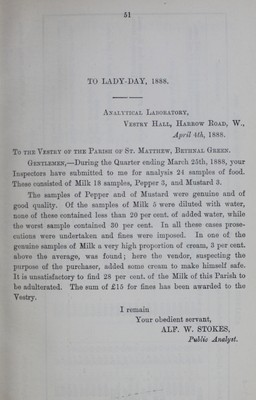 51
TO LADY-DAY, 1888.
Analytical Laboratory,
Vestry Hall, Harrow Road, W.,
April 4th, 1888.
To the Vestry of the Parish of St. Matthew, Bethnal Green.
Gentlemen,—During the Quarter ending March 25th, 1888, your
Inspectors have submitted to me for analysis 24 samples of food.
These consisted of Milk 18 samples, Pepper 3, and Mustard 3.
The samples of Pepper and of Mustard were genuine and of
good quality. Of the samples of Milk 5 were diluted with water,
none of these contained less than 20 per cent. of added water, while
the worst sample contained 30 per cent. In all these cases prose-
cutions were undertaken and fines were imposed. In one of the
genuine samples of Milk a very high proportion of cream, 3 per cent.
above the average, was found; here the vendor, suspecting the
purpose of the purchaser, added some cream to make himself safe.
It is unsatisfactory to find 28 per cent. of the Milk of this Parish to
be adulterated. The sum of £15 for fines has been awarded to the
Vestry.
I remain
Your obedient servant,
ALF. W. STOKES,
Public Analyst.